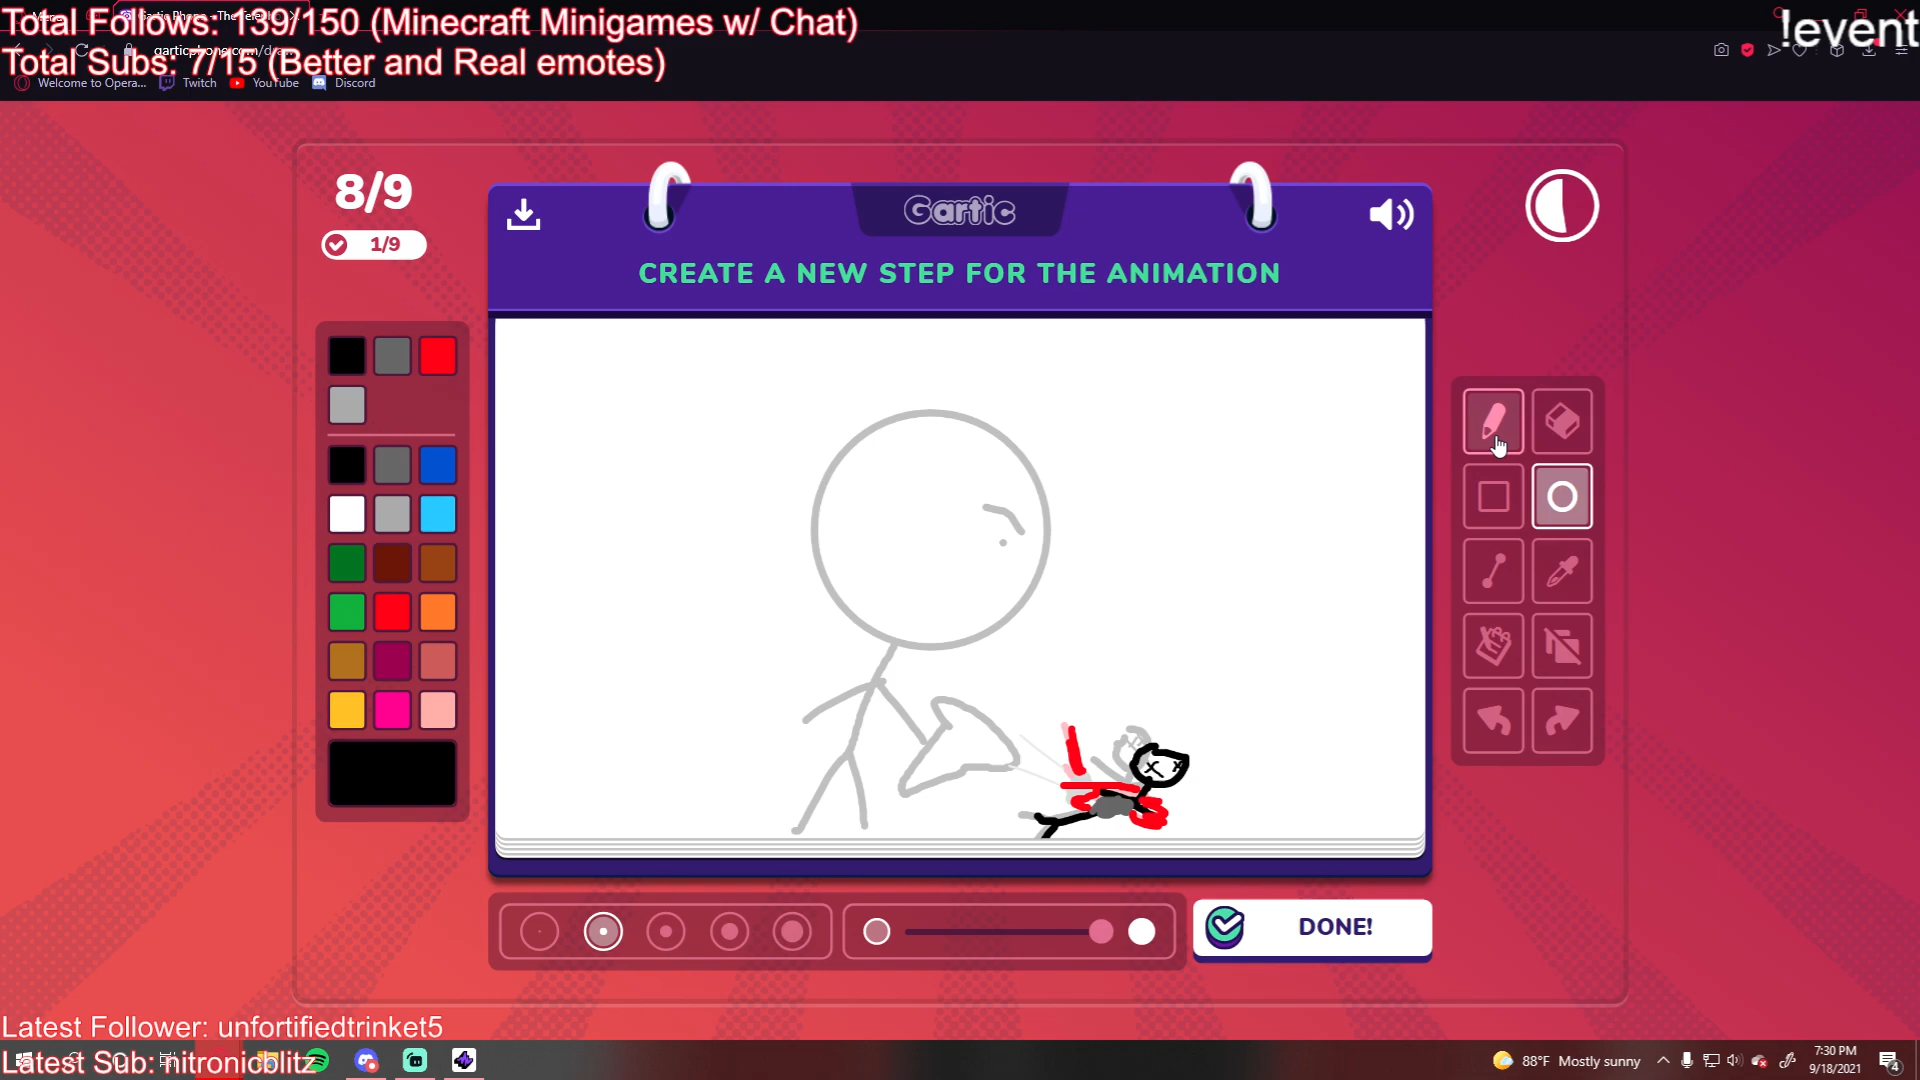 Total Follows: 139/150 (Minecraft Minigames w/ Chat)
!event
Total Subs: 7/15 (Better and Real emotes)
Welcome to Opera...
Twitch
YouTube
Discord
8/9
1/9
Gartic
CREATE A NEW STEP FOR THE ANIMATION
DONE!
Latest Follower: unfortifiedtrinket5
Latest Sub: nitronicblitz
88°F Mostly sunny
7:30 PM
9/18/2021
4